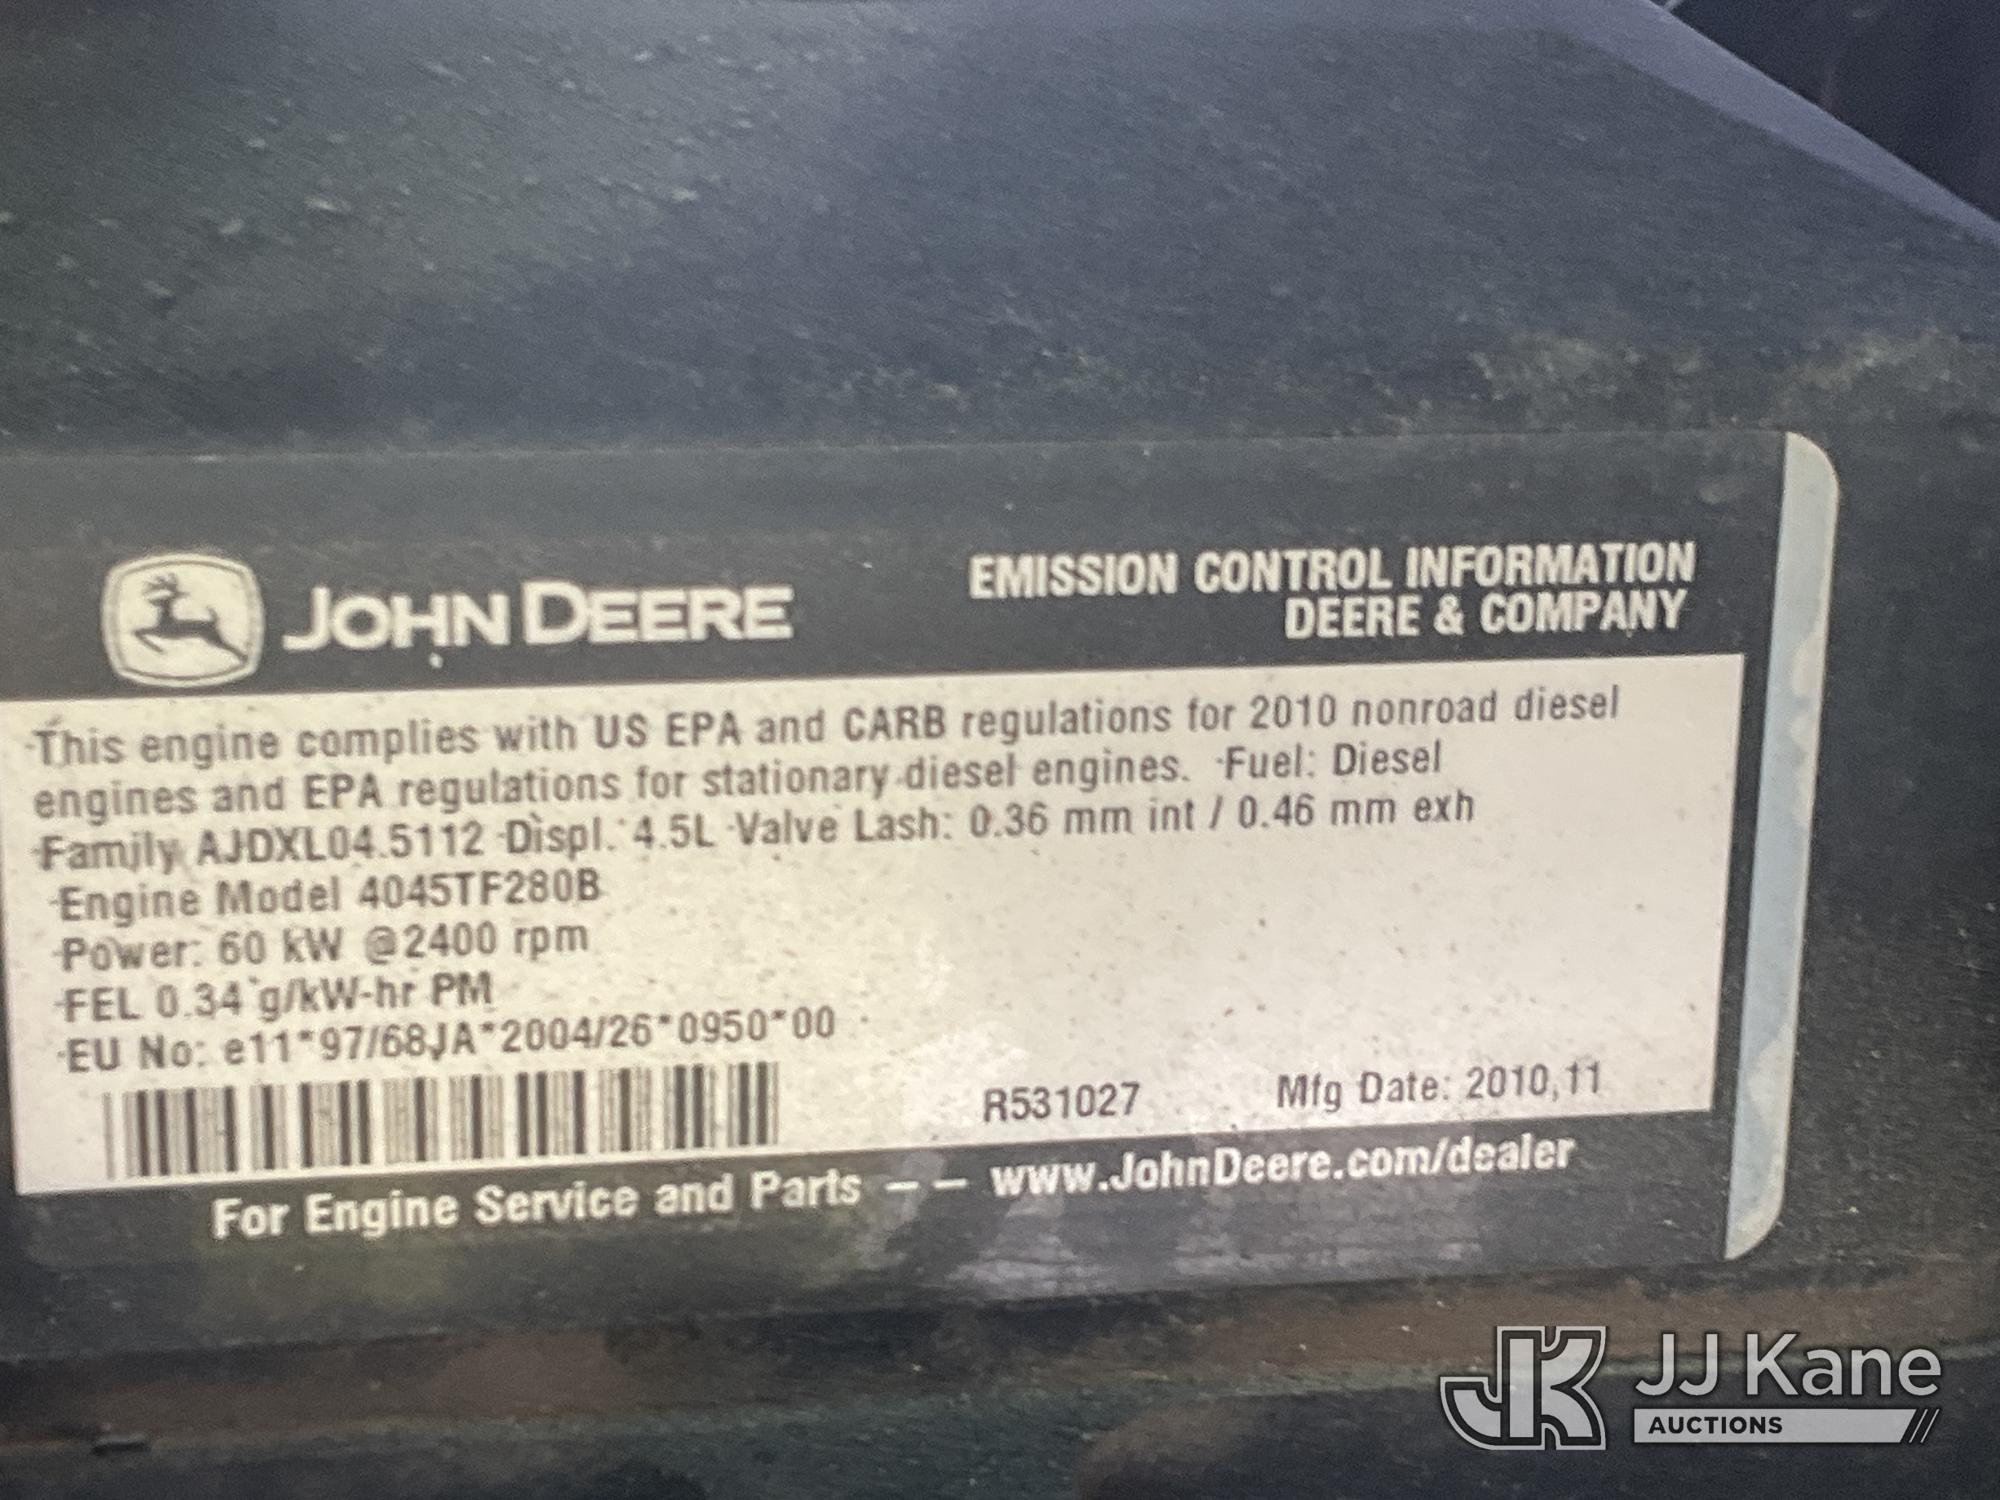 JOHN DEERE
EMISSION CONTROL INFORMATION
DEERE & COMPANY
·This engine complies with US EPA and CARB regulations for 2010 nonroad diesel
engines and EPA regulations for stationary diesel engines. ·Fuel: Diesel
·Family AJDXL04.5112 ·Displ. 4.5L ·Valve Lash: 0.36 mm int / 0.46 mm exh
·Engine Model 4045TF280B
·Power: 60 kW @2400 rpm
·FEL 0.34 g/kW-hr PM
·EU No: e11*97/68JA*2004/26*0950*00
R531027 Mfg Date: 2010,11
For Engine Service and Parts -- www.JohnDeere.com/dealer
JK JJ Kane
AUCTIONS